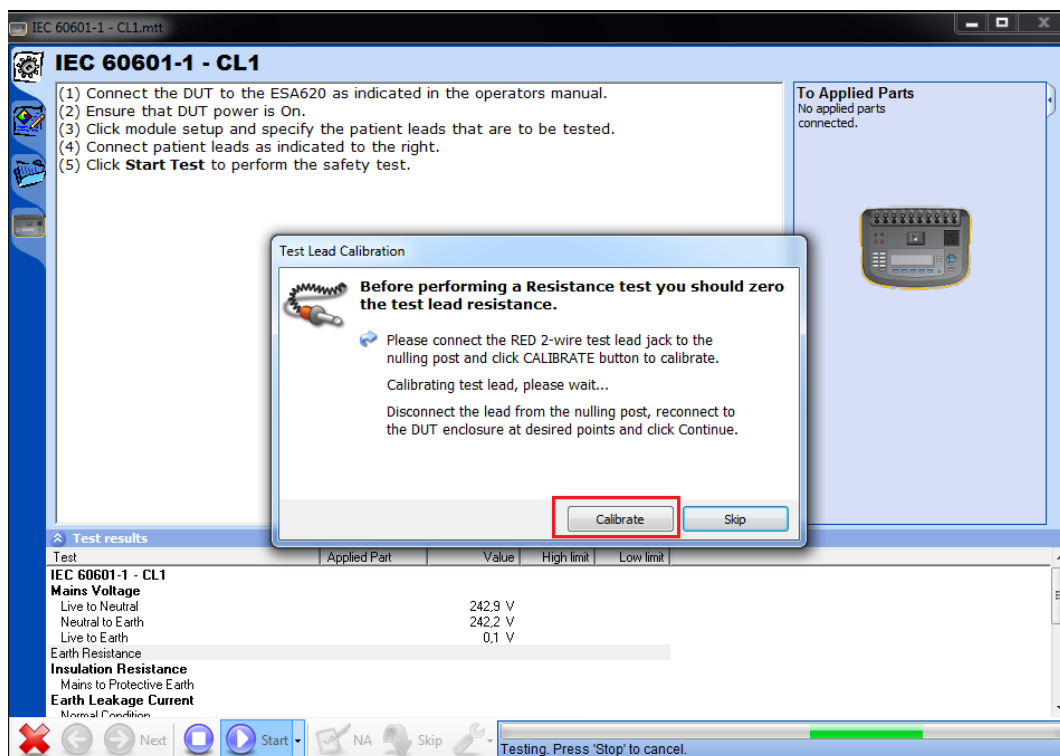 IEC 60601-1 - CL1.mtt
IEC 60601-1 - CL1
(1) Connect the DUT to the ESA620 as indicated in the operators manual.
(2) Ensure that DUT power is On.
(3) Click module setup and specify the patient leads that are to be tested.
(4) Connect patient leads as indicated to the right.
(5) Click Start Test to perform the safety test.
To Applied Parts
No applied parts
connected.
Test Lead Calibration
Before performing a Resistance test you should zero
the test lead resistance.
Please connect the RED 2-wire test lead jack to the
nulling post and click CALIBRATE button to calibrate.
Calibrating test lead, please wait...
Disconnect the lead from the nulling post, reconnect to
the DUT enclosure at desired points and click Continue.
Calibrate Skip
Test results
Test Applied Part Value High limit Low limit
IEC 60601-1 - CL1
Mains Voltage
Live to Neutral 242,9 V
Neutral to Earth 242,2 V
Live to Earth 0,1 V
Earth Resistance
Insulation Resistance
Mains to Protective Earth
Earth Leakage Current
Normal Condition
Next Start NA Skip
Testing. Press 'Stop' to cancel.